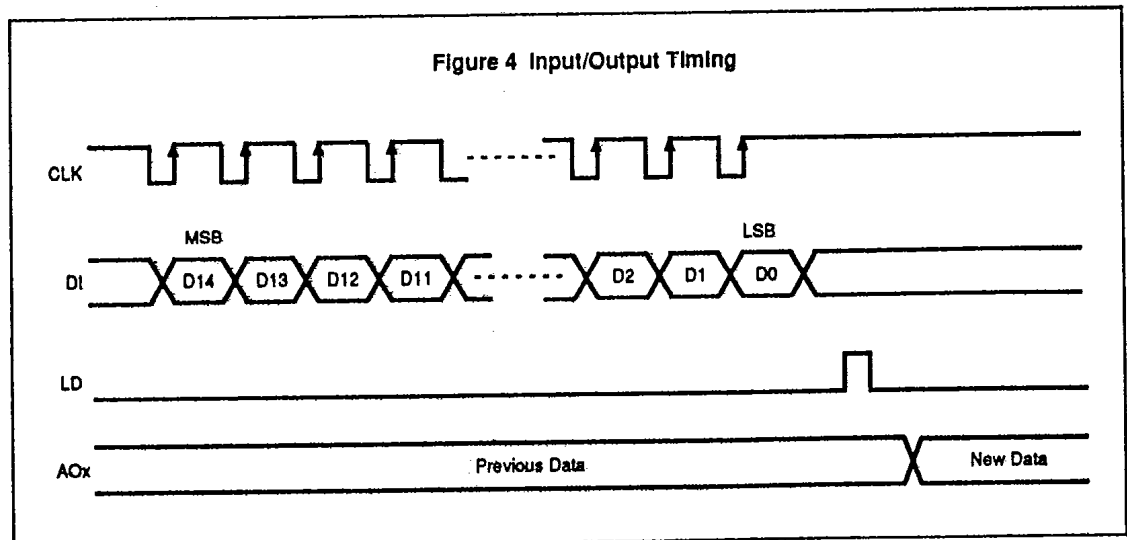 Figure 4 Input/Output Timing
CLK
MSB
LSB
DI
D14 D13 D12 D11 D2 D1 D0
LD
AOx
Previous Data
New Data